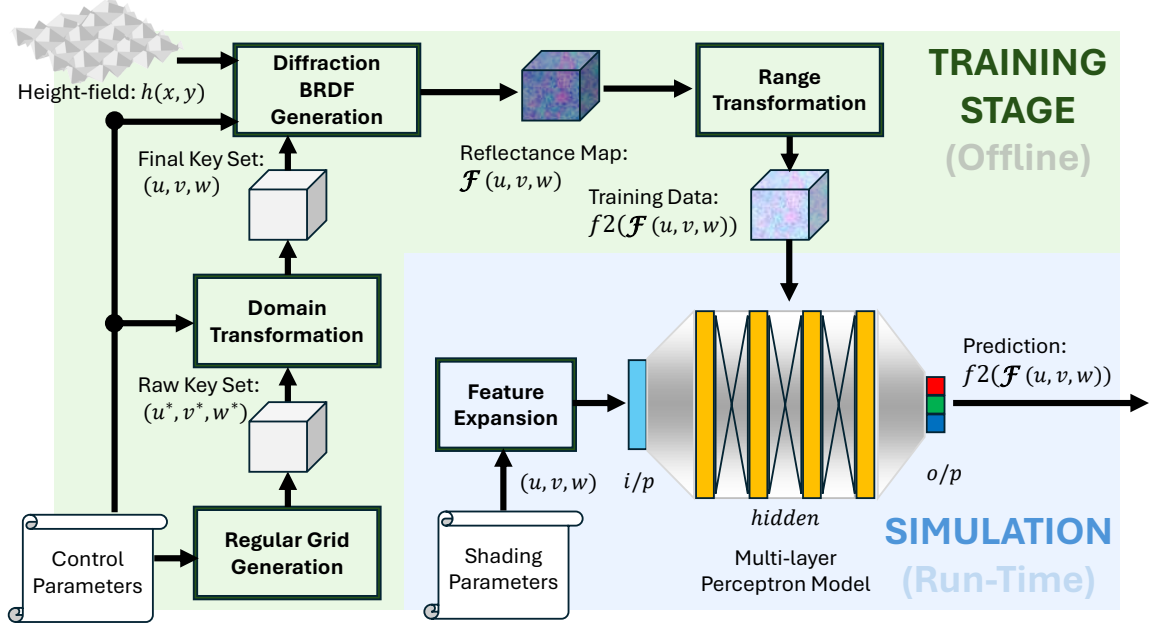 Height-field: h(x, y)
Diffraction
BRDF
Generation
Range
Transformation
TRAINING
STAGE
(Offline)
Final Key Set:
(u, v, w)
Reflectance Map:
𝓕 (u, v, w)
Training Data:
f2(𝓕 (u, v, w))
Domain
Transformation
Raw Key Set:
(u*, v*, w*)
Regular Grid
Generation
Control
Parameters
Feature
Expansion
(u, v, w)
Shading
Parameters
i/p
hidden
o/p
Multi-layer
Perceptron Model
Prediction:
f2(𝓕 (u, v, w))
SIMULATION
(Run-Time)